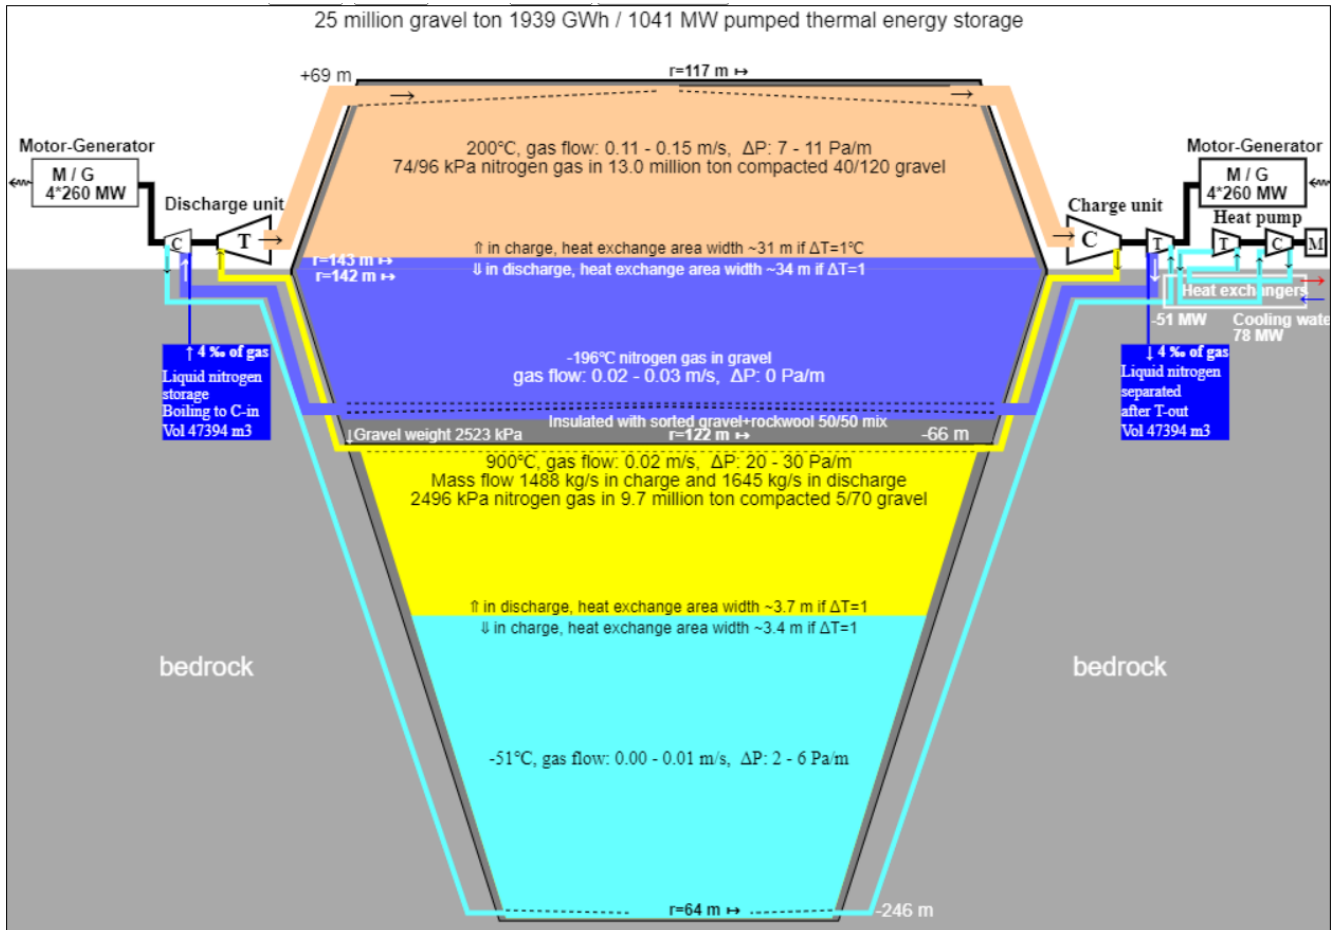 25 million gravel ton 1939 GWh / 1041 MW pumped thermal energy storage
+69 m
r=117 m ↦
Motor-Generator
M / G
4*260 MW
Discharge unit
C
T
200℃, gas flow: 0.11 - 0.15 m/s, ΔP: 7 - 11 Pa/m
74/96 kPa nitrogen gas in 13.0 million ton compacted 40/120 gravel
Motor-Generator
M / G
4*260 MW
Charge unit
Heat pump
C
T
T
C
M
⇑ in charge, heat exchange area width ~31 m if ΔT=1℃
r=143 m ↦
⇓ in discharge, heat exchange area width ~34 m if ΔT=1
r=142 m ↦
Heat exchangers
-51 MW
Cooling wate
78 MW
↑ 4 ‰ of gas
Liquid nitrogen
storage
Boiling to C-in
Vol 47394 m3
-196℃ nitrogen gas in gravel
gas flow: 0.02 - 0.03 m/s, ΔP: 0 Pa/m
↓ 4 ‰ of gas
Liquid nitrogen
separated
after T-out
Vol 47394 m3
Insulated with sorted gravel+rockwool 50/50 mix
↓Gravel weight 2523 kPa
r=122 m ↦
-66 m
900℃, gas flow: 0.02 m/s, ΔP: 20 - 30 Pa/m
Mass flow 1488 kg/s in charge and 1645 kg/s in discharge
2496 kPa nitrogen gas in 9.7 million ton compacted 5/70 gravel
⇑ in discharge, heat exchange area width ~3.7 m if ΔT=1
⇓ in charge, heat exchange area width ~3.4 m if ΔT=1
bedrock
bedrock
-51℃, gas flow: 0.00 - 0.01 m/s, ΔP: 2 - 6 Pa/m
r=64 m ↦
-246 m